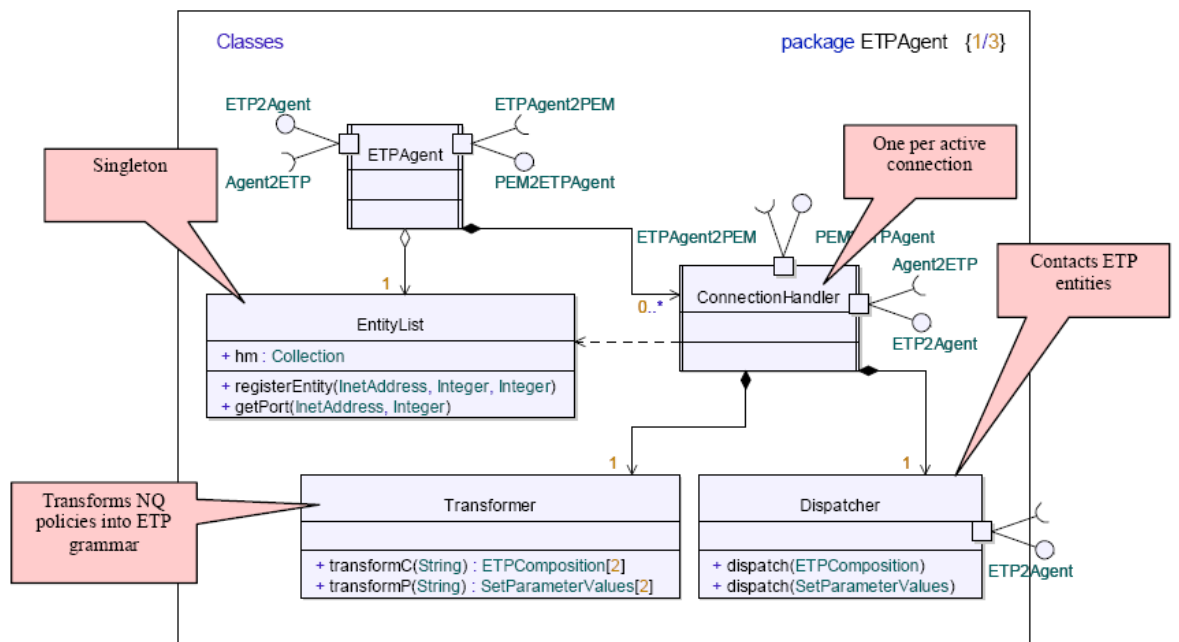 Classes
package ETPAgent {1/3}
ETP2Agent
ETPAgent2PEM
ETPAgent
Agent2ETP
PEM2ETPAgent
Singleton
One per active
connection
ETPAgent2PEM
Agent2ETP
Contacts ETP
entities
1
0..*
ConnectionHandler
ETP2Agent
EntityList
+ hm : Collection
+ registerEntity(InetAddress, Integer, Integer)
+ getPort(InetAddress, Integer)
1
1
Transforms NQ
policies into ETP
grammar
Transformer
+ transformC(String) : ETPComposition[2]
+ transformP(String) : SetParameterValues[2]
Dispatcher
+ dispatch(ETPComposition)
+ dispatch(SetParameterValues)
ETP2Agent